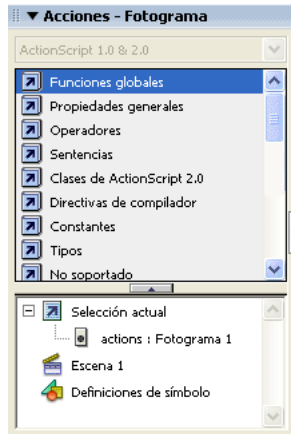 Acciones - Fotograma
ActionScript 1.0 & 2.0
Funciones globales
Propiedades generales
Operadores
Sentencias
Clases de ActionScript 2.0
Directivas de compilador
Constantes
Tipos
No soportado
Selección actual
actions : Fotograma 1
Escena 1
Definiciones de símbolo